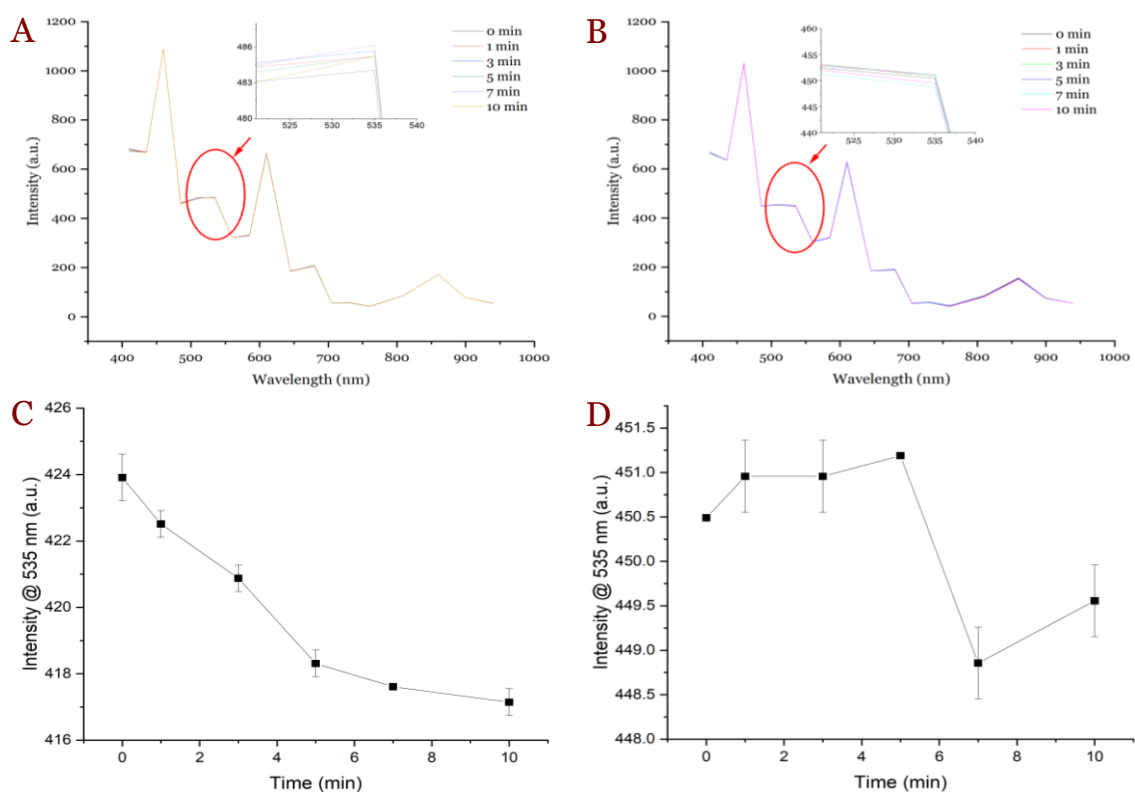 A
1200
1000
800
600
400
200
0
Intensity (a.u.)
400 500 600 700 800 900 1000
Wavelength (nm)
486
483
480
525 530 535 540
0 min
1 min
3 min
5 min
7 min
10 min
B
1200
1000
800
600
400
200
0
Intensity (a.u.)
400 500 600 700 800 900 1000
Wavelength (nm)
460
455
450
445
440
525 530 535 540
0 min
1 min
3 min
5 min
7 min
10 min
C
426
424
422
420
418
416
Intensity @ 535 nm (a.u.)
0 2 4 6 8 10
Time (min)
D
451.5
451.0
450.5
450.0
449.5
449.0
448.5
448.0
Intensity @ 535 nm (a.u.)
0 2 4 6 8 10
Time (min)